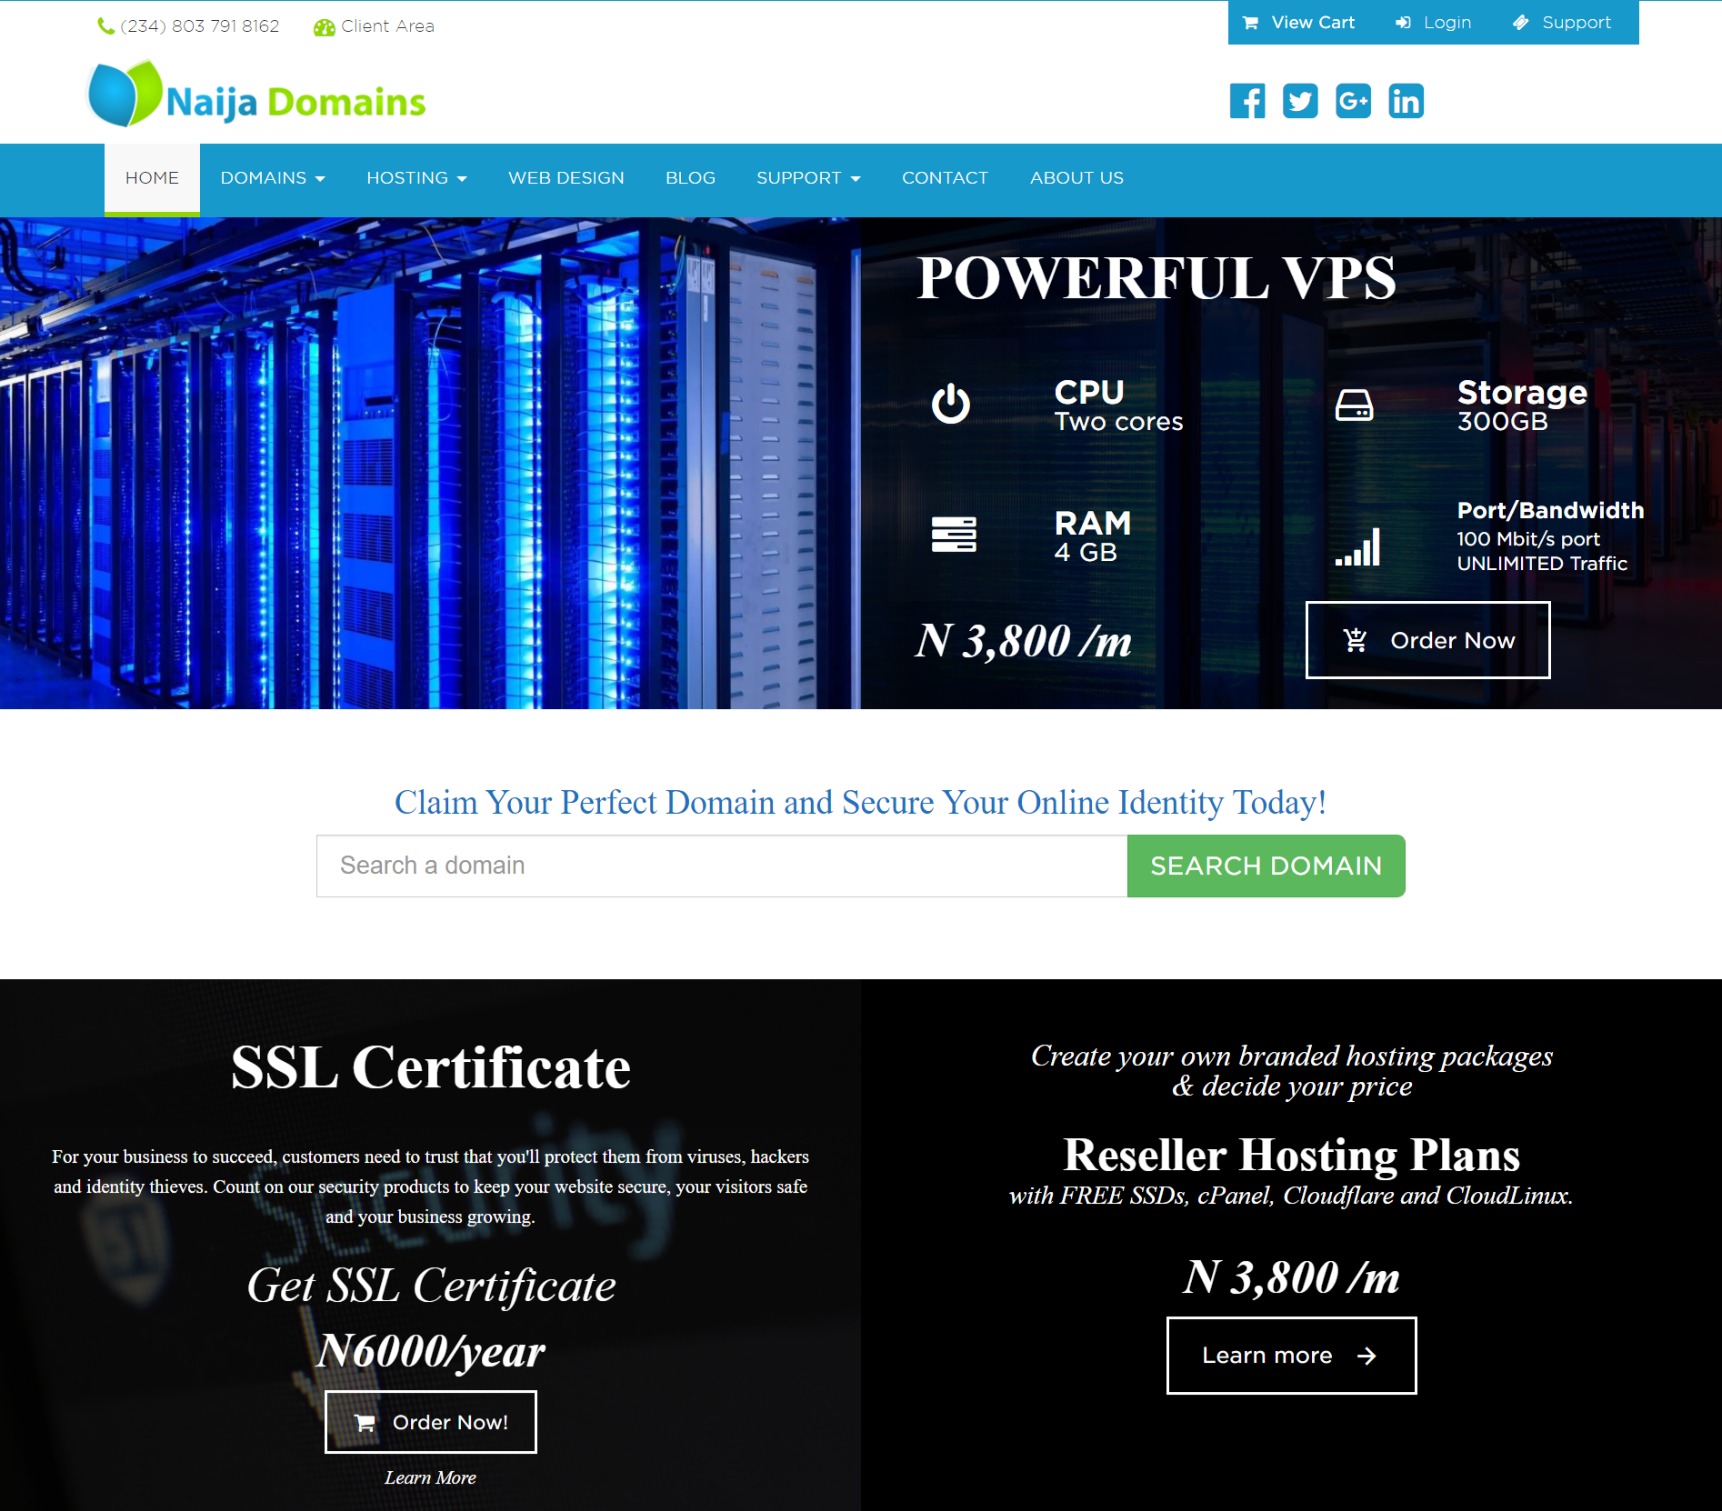 (234) 803 791 8162
Client Area
View Cart
Login
Support
Naija Domains
HOME
DOMAINS
HOSTING
WEB DESIGN
BLOG
SUPPORT
CONTACT
ABOUT US
POWERFUL VPS
CPU
Two cores
Storage
300GB
RAM
4 GB
Port/Bandwidth
100 Mbit/s port
UNLIMITED Traffic
N 3,800 /m
Order Now
Claim Your Perfect Domain and Secure Your Online Identity Today!
Search a domain
SEARCH DOMAIN
SSL Certificate
For your business to succeed, customers need to trust that you'll protect them from viruses, hackers
and identity thieves. Count on our security products to keep your website secure, your visitors safe
and your business growing.
Security
Get SSL Certificate
N6000/year
Order Now!
Learn More
Create your own branded hosting packages
& decide your price
Reseller Hosting Plans
with FREE SSDs, cPanel, Cloudflare and CloudLinux.
N 3,800 /m
Learn more